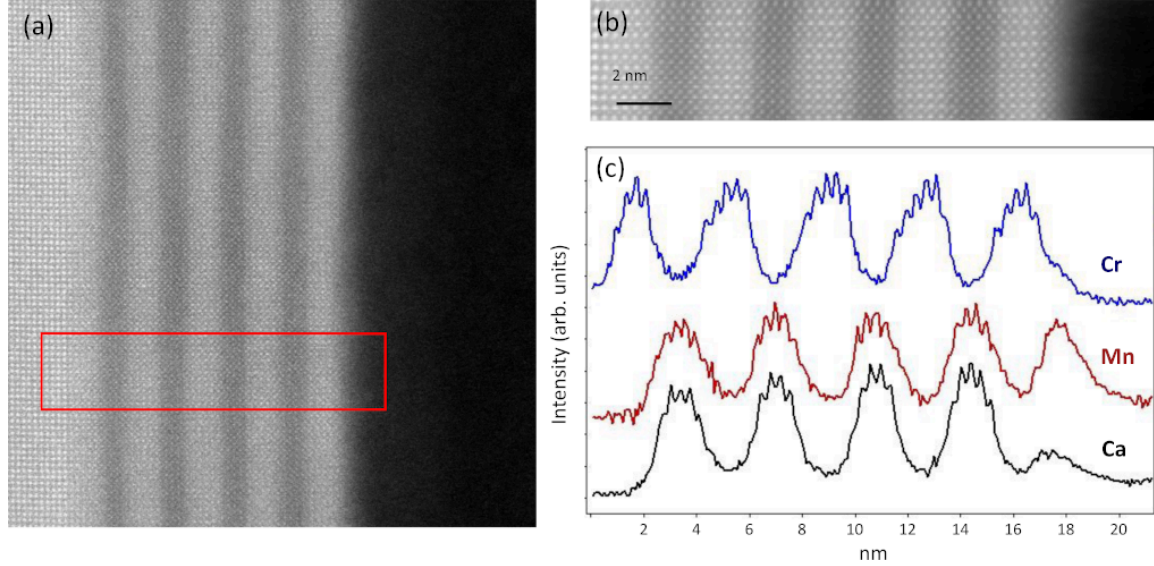 (a)
(b)
2 nm
(c)
Intensity (arb. units)
Cr
Mn
Ca
2 4 6 8 10 12 14 16 18 20
nm